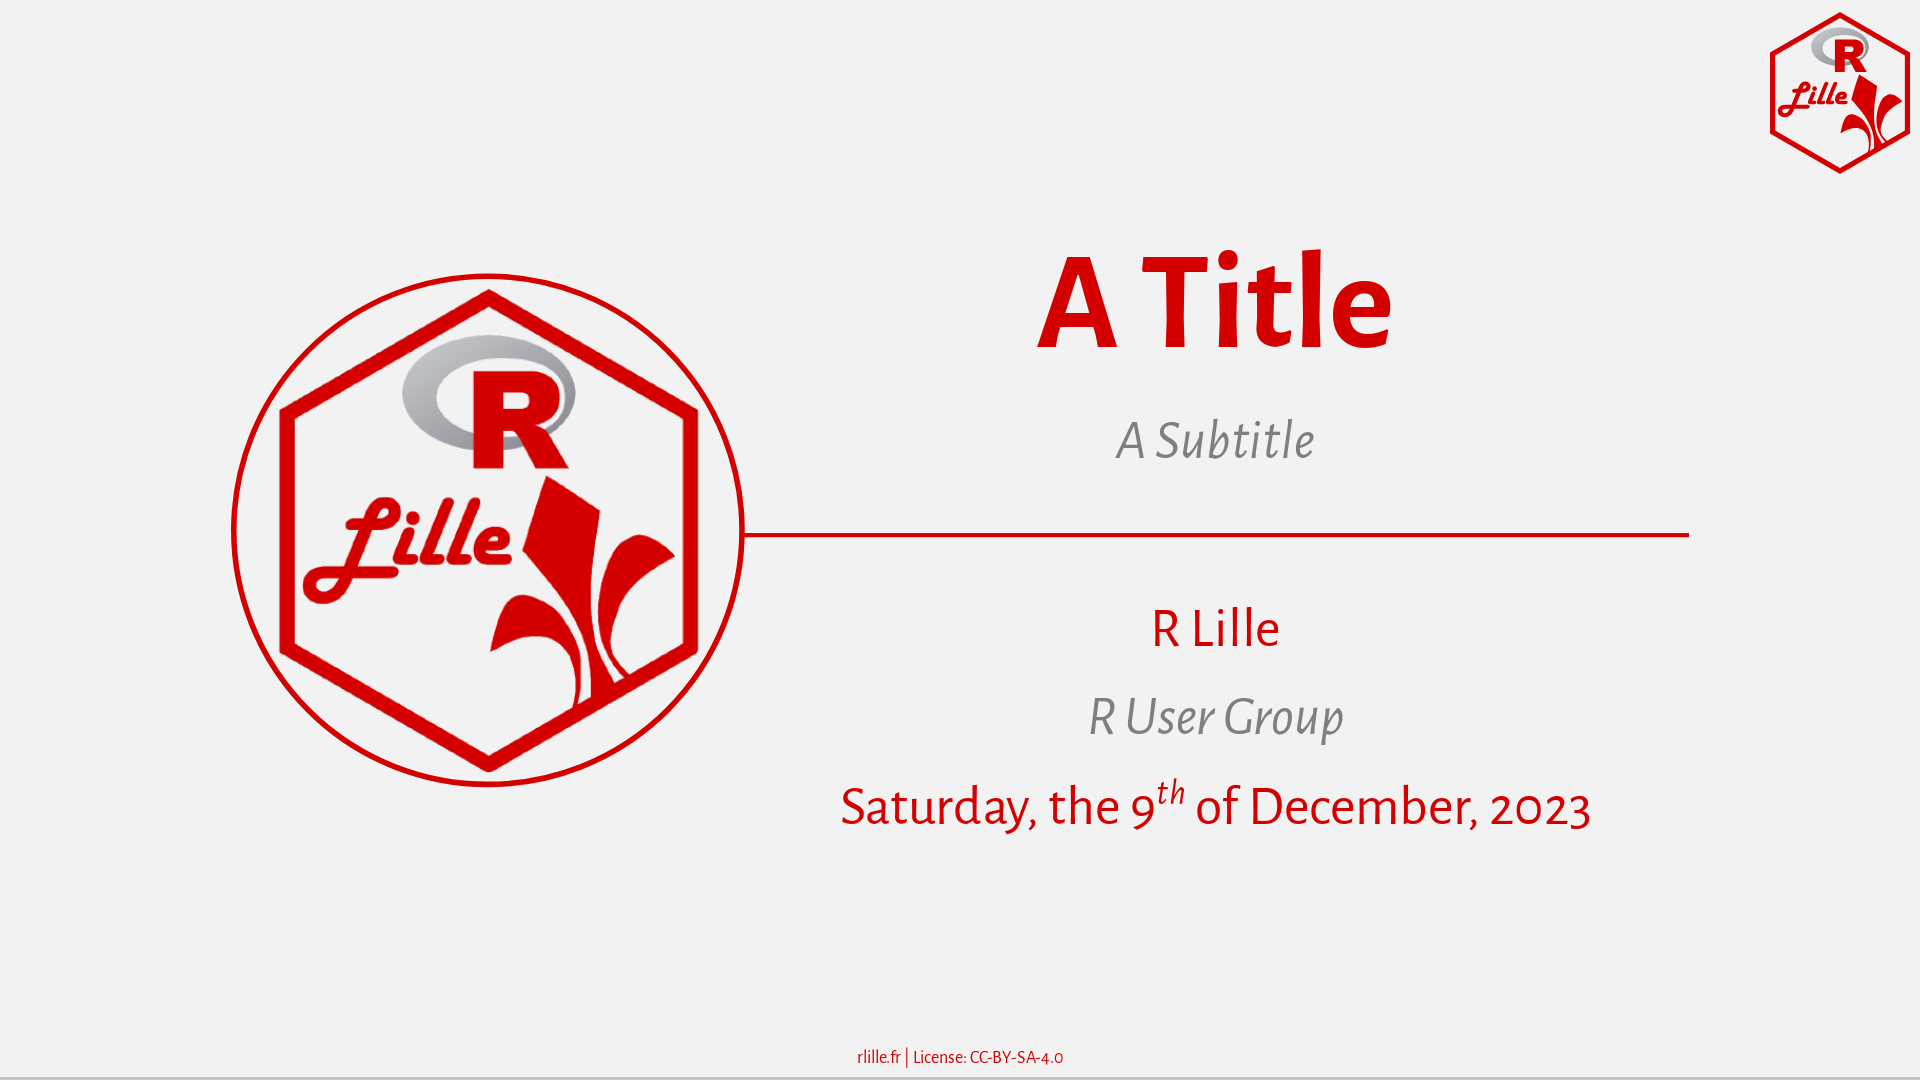 R
Lille
A Title
A Subtitle
R
Lille
R Lille
R User Group
Saturday, the 9th of December, 2023
rlille.fr | License: CC-BY-SA-4.0